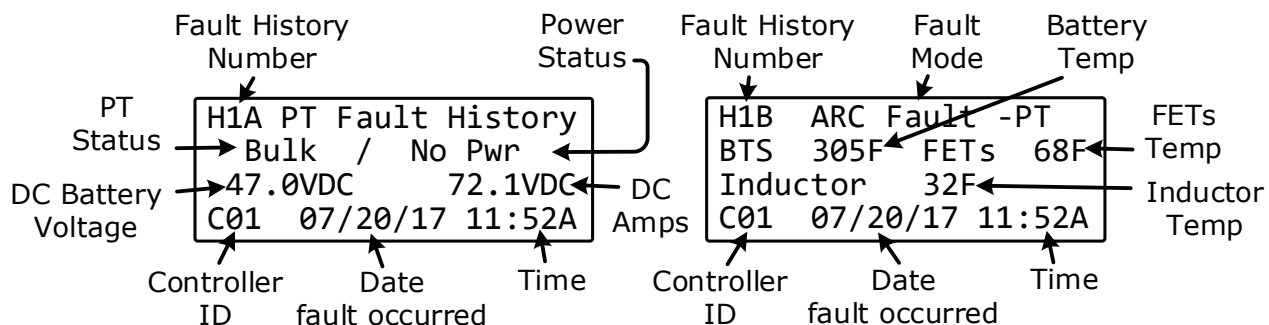 Fault History
Number
Power
Status
PT
Status
DC Battery
Voltage
H1A PT Fault History
Bulk / No Pwr
47.0VDC 72.1VDC
C01 07/20/17 11:52A
DC
Amps
Controller
ID
Date
fault occurred
Time
Fault History
Number
Fault
Mode
Battery
Temp
H1B ARC Fault -PT
BTS 305F FETs 68F
Inductor 32F
C01 07/20/17 11:52A
FETs
Temp
Inductor
Temp
Controller
ID
Date
fault occurred
Time